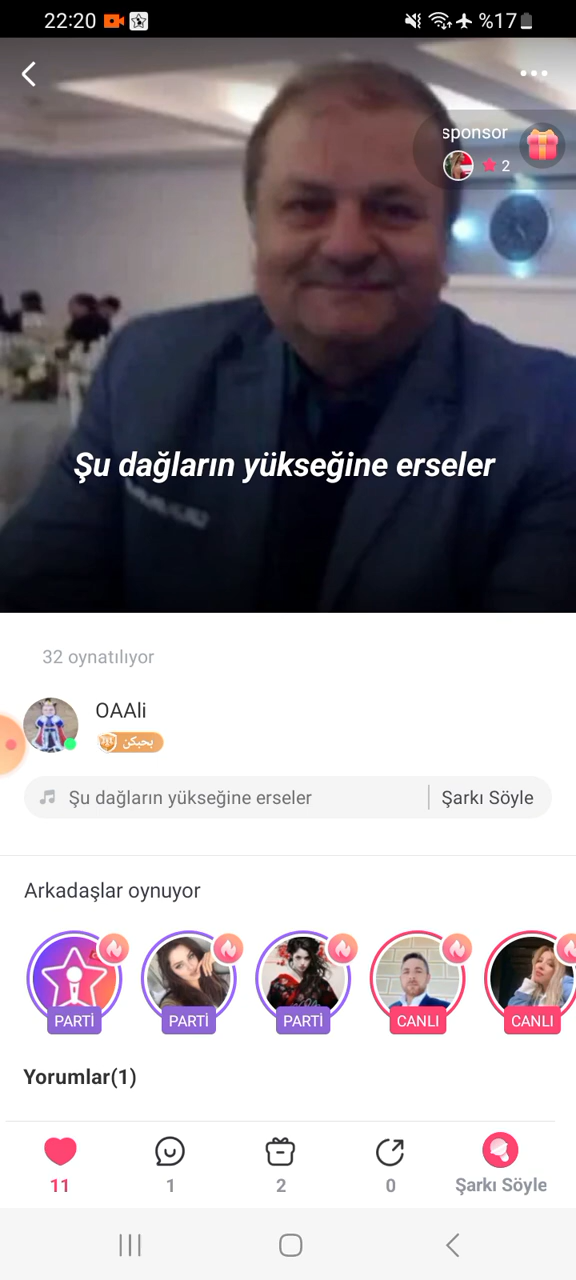 22:20
%17
sponsor
2
Şu dağların yükseğine erseler
32 oynatılıyor
OAAli
بحبكن
Şu dağların yükseğine erseler
Şarkı Söyle
Arkadaşlar oynuyor
PARTİ
PARTİ
PARTİ
CANLI
CANLI
Yorumlar(1)
11
1
2
0
Şarkı Söyle